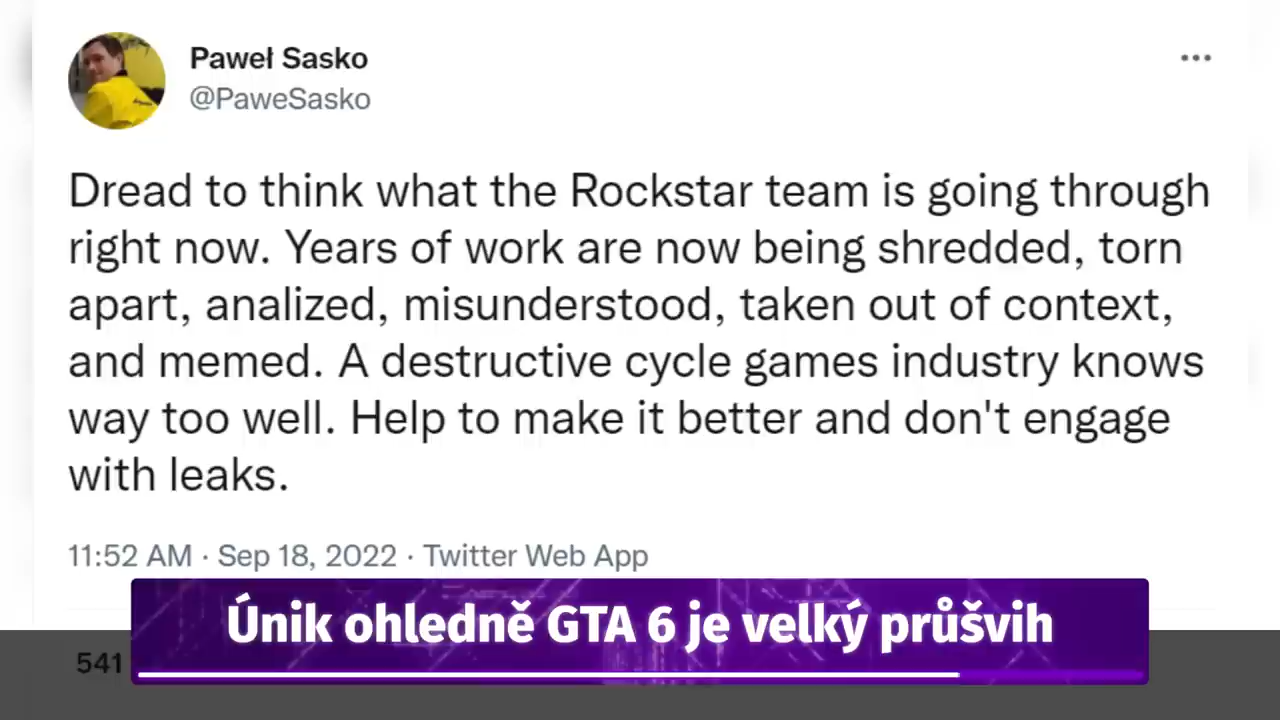 Paweł Sasko
@PaweSasko
Dread to think what the Rockstar team is going through
right now. Years of work are now being shredded, torn
apart, analized, misunderstood, taken out of context,
and memed. A destructive cycle games industry knows
way too well. Help to make it better and don't engage
with leaks.
11:52 AM · Sep 18, 2022 · Twitter Web App
Únik ohledně GTA 6 je velký průšvih
541